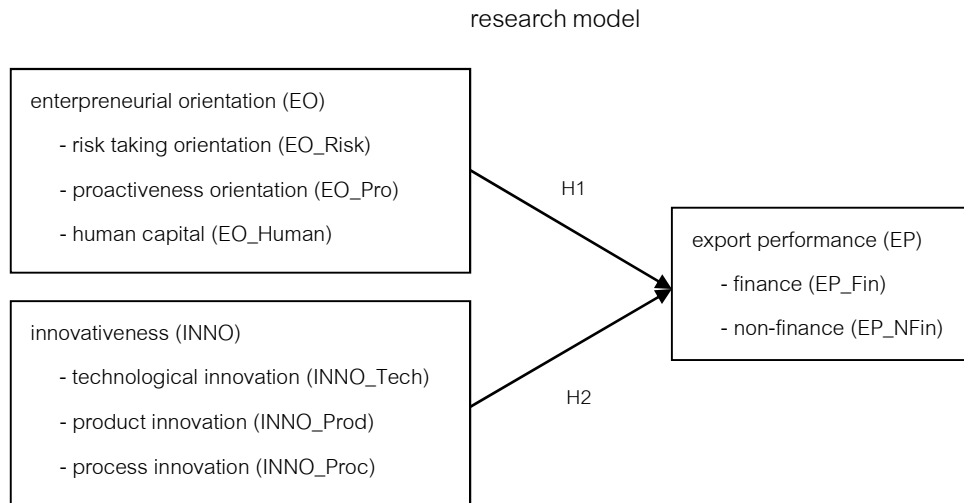 research model
enterpreneurial orientation (EO)
- risk taking orientation (EO_Risk)
- proactiveness orientation (EO_Pro)
- human capital (EO_Human)
H1
export performance (EP)
- finance (EP_Fin)
- non-finance (EP_NFin)
innovativeness (INNO)
- technological innovation (INNO_Tech)
- product innovation (INNO_Prod)
- process innovation (INNO_Proc)
H2